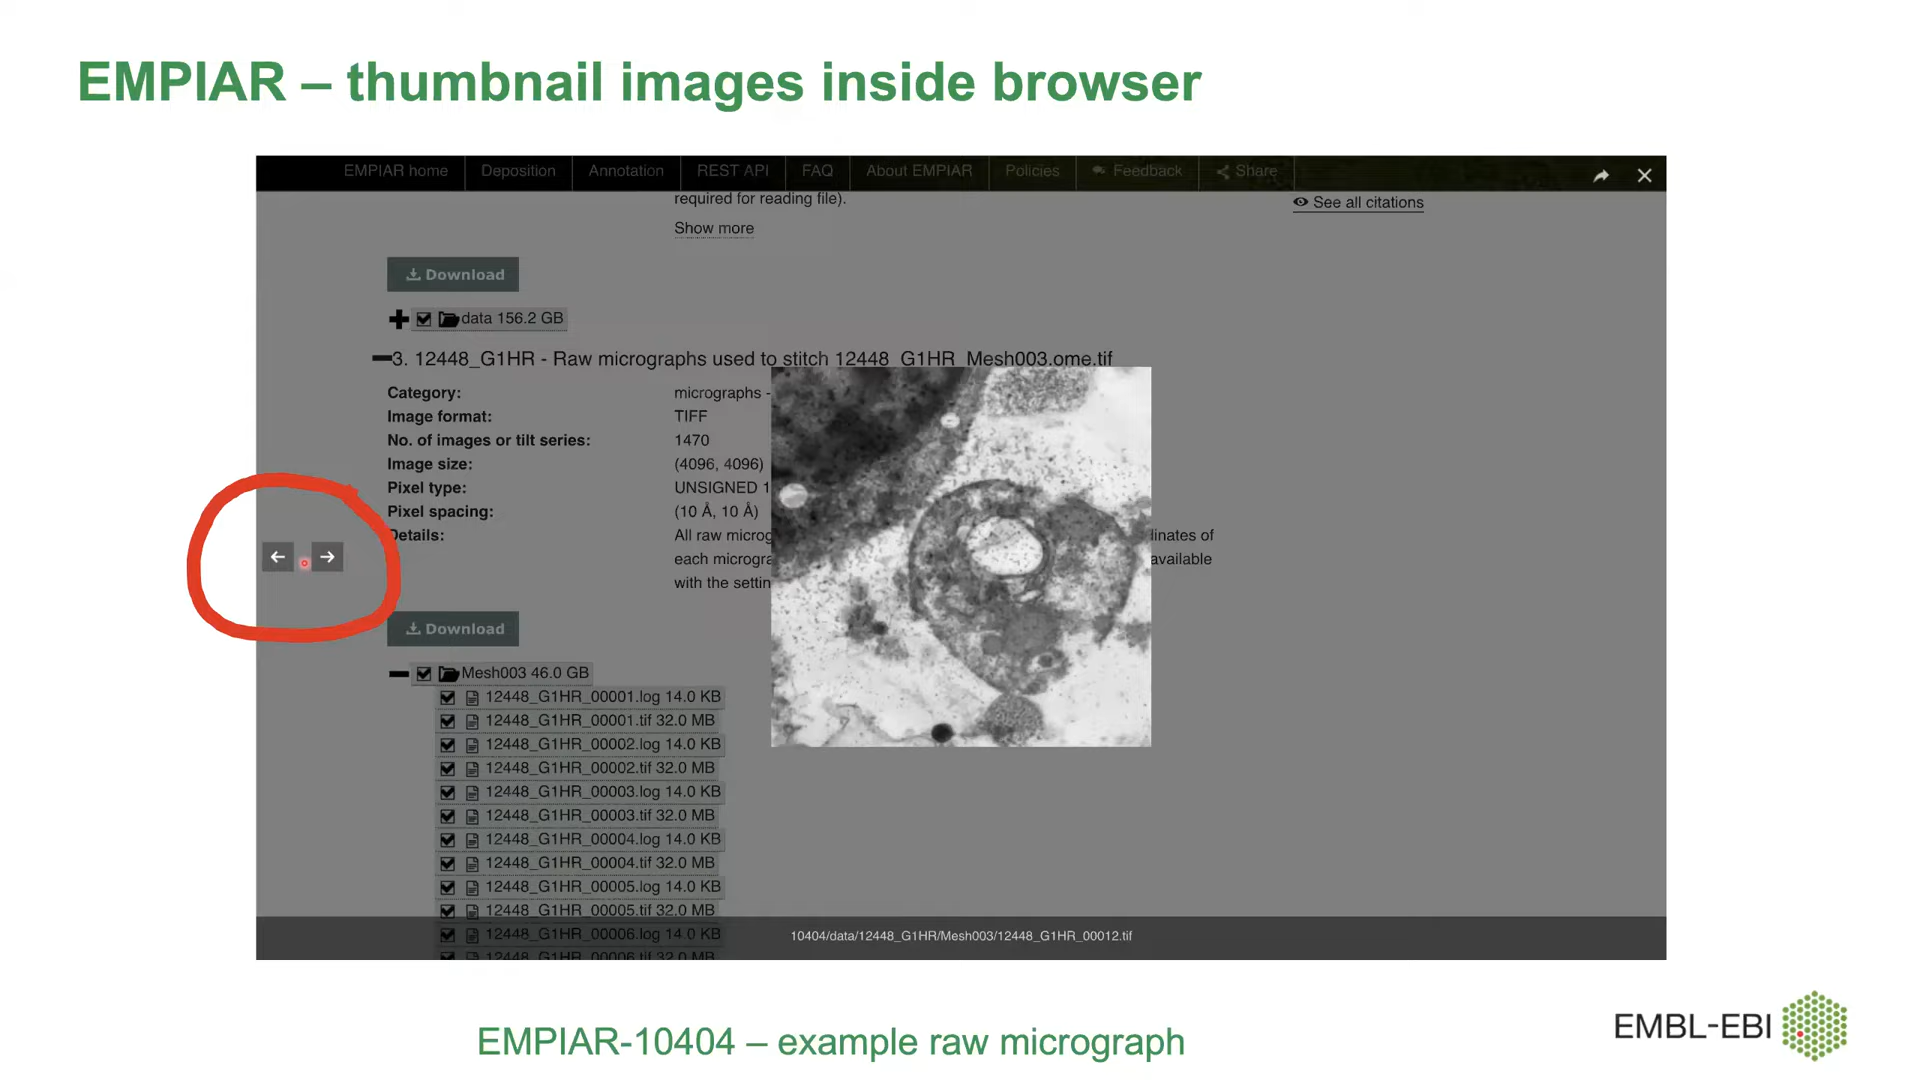 EMPIAR – thumbnail images inside browser
EMPIAR home Deposition Annotation REST API FAQ About EMPIAR Policies Feedback Share
required for reading file).
See all citations
Show more
Download
data 156.2 GB
3. 12448_G1HR - Raw micrographs used to stitch 12448_G1HR_Mesh003.ome.tif
Category: micrographs -
Image format: TIFF
No. of images or tilt series: 1470
Image size: (4096, 4096)
Pixel type: UNSIGNED 1
Pixel spacing: (10 Å, 10 Å)
Details: All raw microg dinates of
each microgra available
with the settin
Download
Mesh003 46.0 GB
12448_G1HR_00001.log 14.0 KB
12448_G1HR_00001.tif 32.0 MB
12448_G1HR_00002.log 14.0 KB
12448_G1HR_00002.tif 32.0 MB
12448_G1HR_00003.log 14.0 KB
12448_G1HR_00003.tif 32.0 MB
12448_G1HR_00004.log 14.0 KB
12448_G1HR_00004.tif 32.0 MB
12448_G1HR_00005.log 14.0 KB
12448_G1HR_00005.tif 32.0 MB
12448_G1HR_00006.log 14.0 KB
10404/data/12448_G1HR/Mesh003/12448_G1HR_00012.tif
12448_G1HR_00006.tif 32.0 MB
EMPIAR-10404 – example raw micrograph
EMBL-EBI